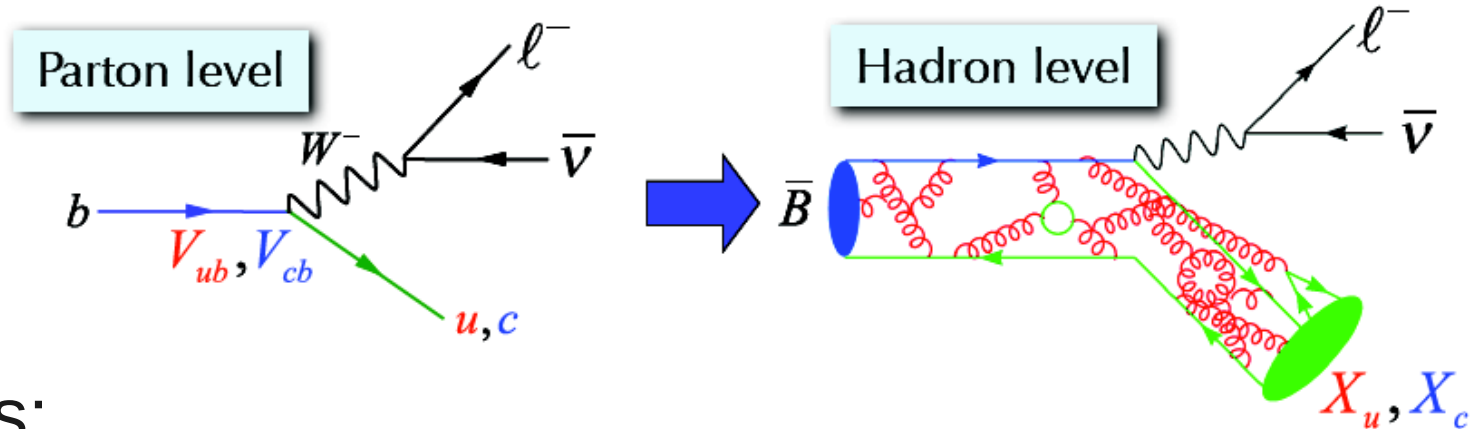 Parton level
ℓ⁻
W⁻
ν̅
b
V_ub, V_cb
u, c
Hadron level
ℓ⁻
ν̅
B̅
X_u, X_c
s: